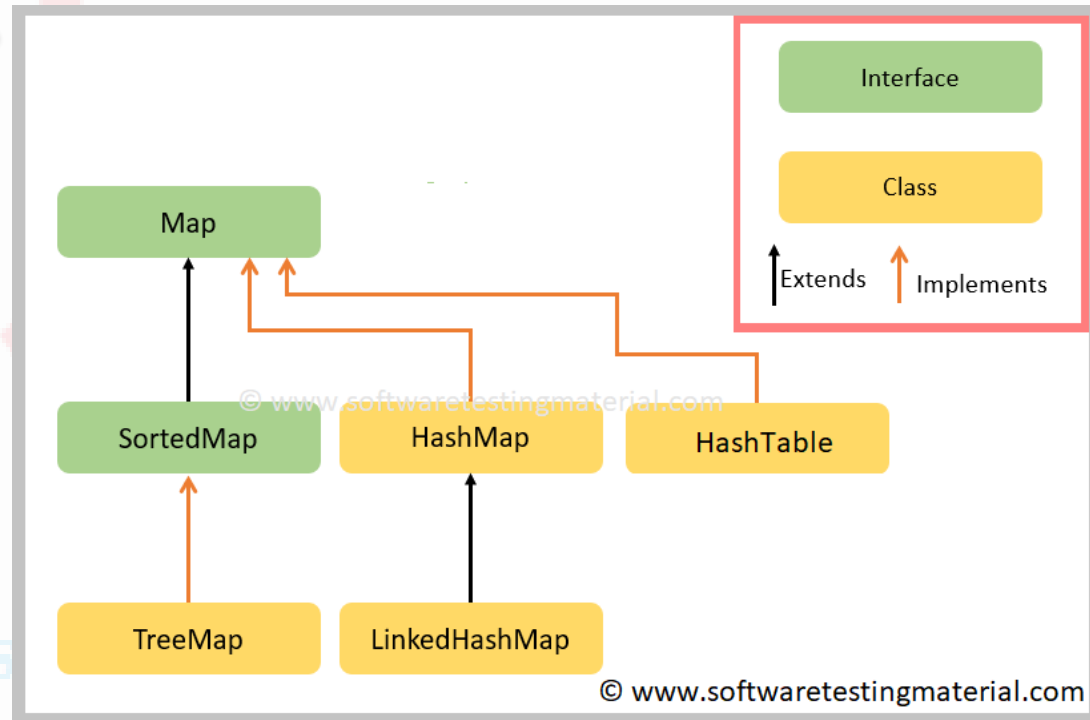 Interface
Class
Extends
Implements
Map
© www.softwaretestingmaterial.com
SortedMap
HashMap
HashTable
TreeMap
LinkedHashMap
© www.softwaretestingmaterial.com